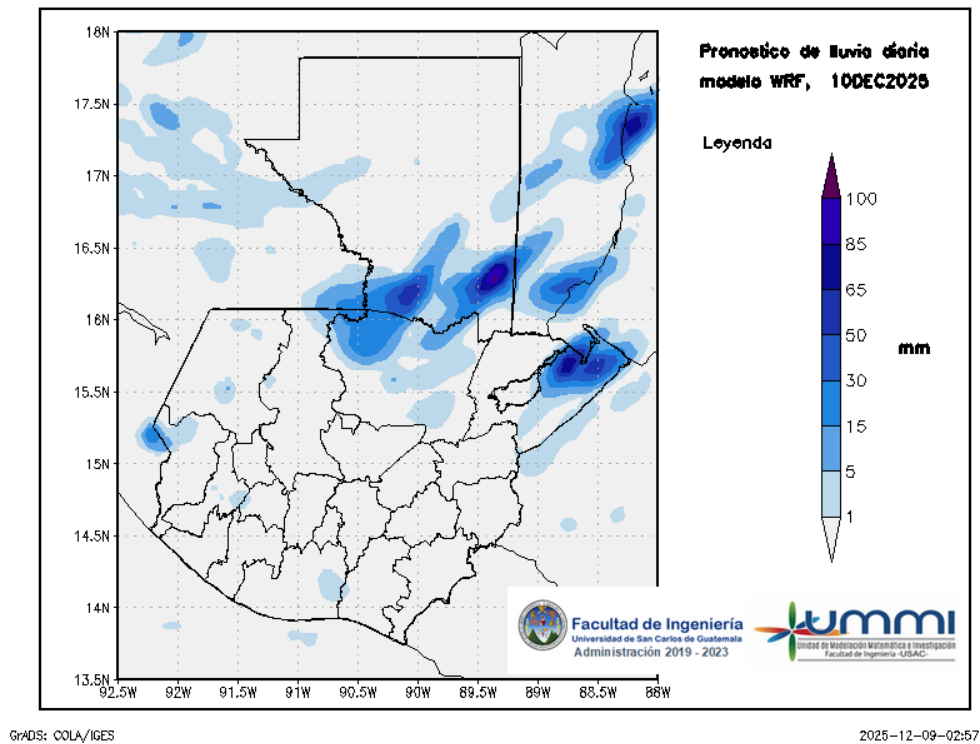 Pronostico de lluvia diaria
modelo WRF, 10DEC2025
Leyenda
100
85
65
50
30
15
5
1
mm
18N
17.5N
17N
16.5N
16N
15.5N
15N
14.5N
14N
13.5N
92.5W 92W 91.5W 91W 90.5W 90W 89.5W 89W 88.5W 88W
Facultad de Ingeniería
Universidad de San Carlos de Guatemala
Administración 2019 - 2023
ummi
Unidad de Modelación Matemática e Investigación
Facultad de Ingeniería -USAC-
GrADS: COLA/IGES
2025-12-09-02:57